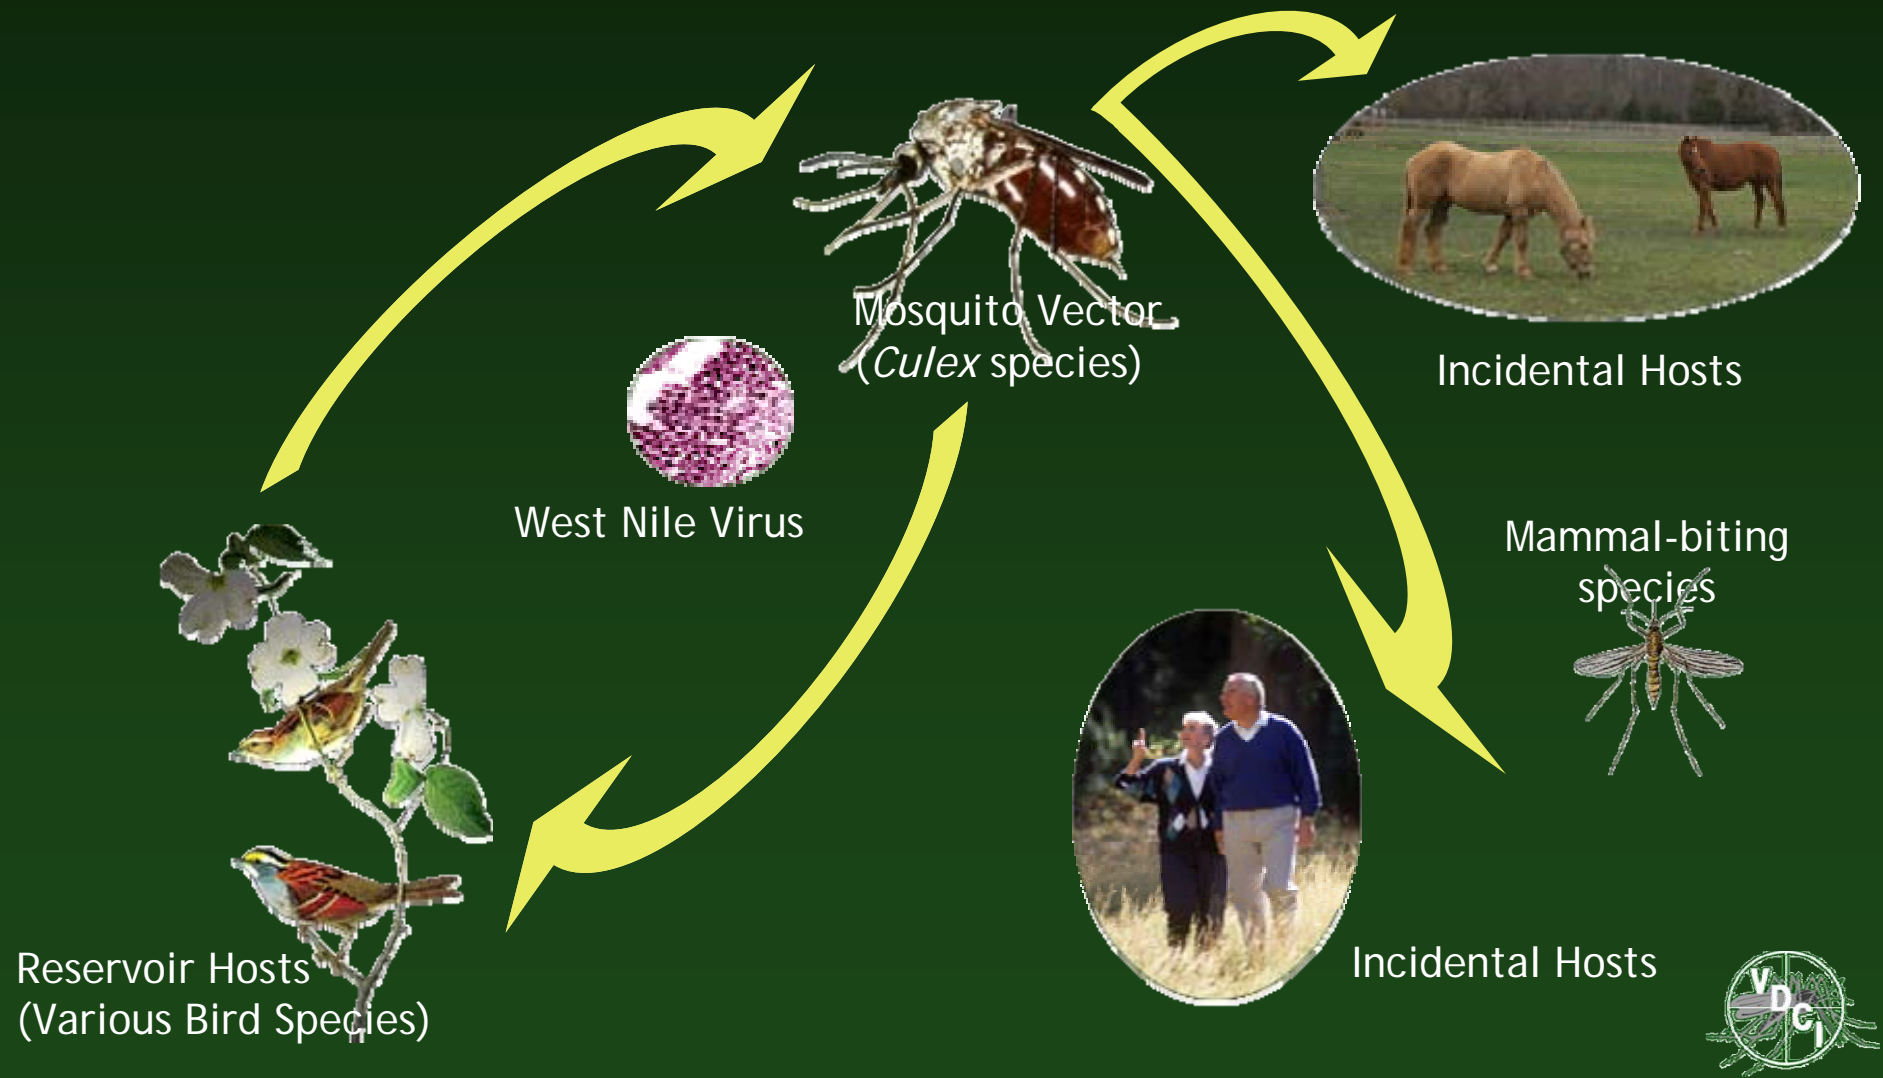 Mosquito Vector
(Culex species)
Incidental Hosts
West Nile Virus
Mammal-biting
species
Incidental Hosts
Reservoir Hosts
(Various Bird Species)
VDCI